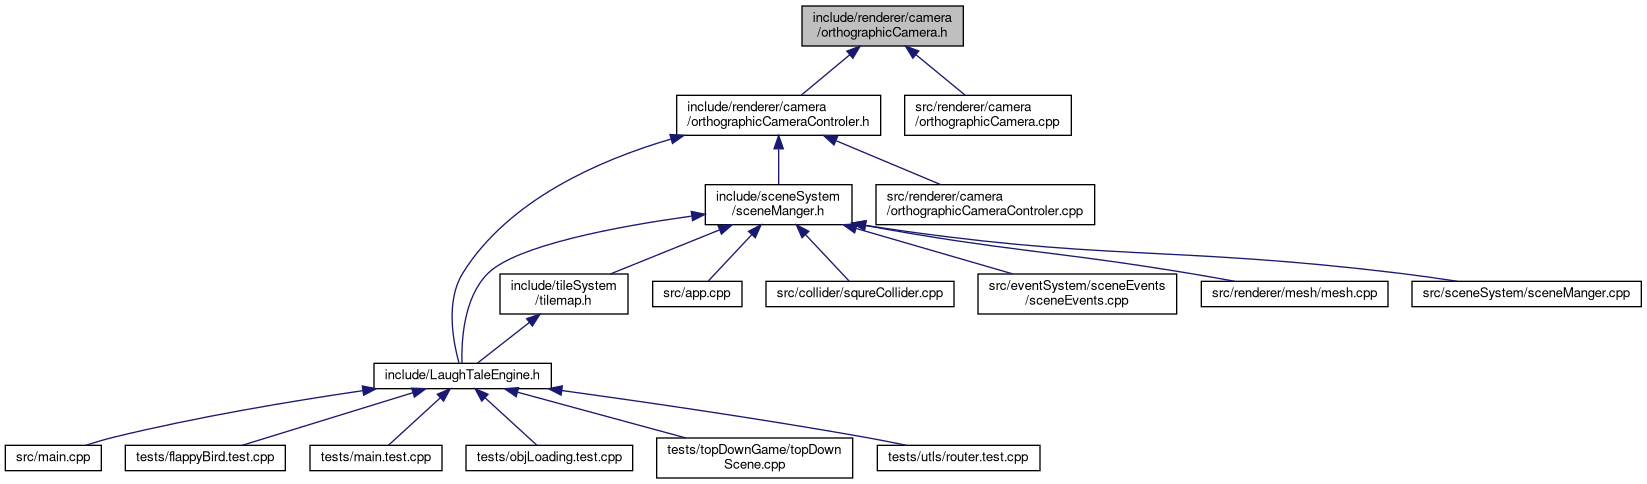 include/renderer/camera
/orthographicCamera.h
include/renderer/camera
/orthographicCameraControler.h
src/renderer/camera
/orthographicCamera.cpp
include/sceneSystem
/sceneManger.h
src/renderer/camera
/orthographicCameraControler.cpp
include/tileSystem
/tilemap.h
src/app.cpp
src/collider/squreCollider.cpp
src/eventSystem/sceneEvents
/sceneEvents.cpp
src/renderer/mesh/mesh.cpp
src/sceneSystem/sceneManger.cpp
include/LaughTaleEngine.h
src/main.cpp
tests/flappyBird.test.cpp
tests/main.test.cpp
tests/objLoading.test.cpp
tests/topDownGame/topDown
Scene.cpp
tests/utls/router.test.cpp